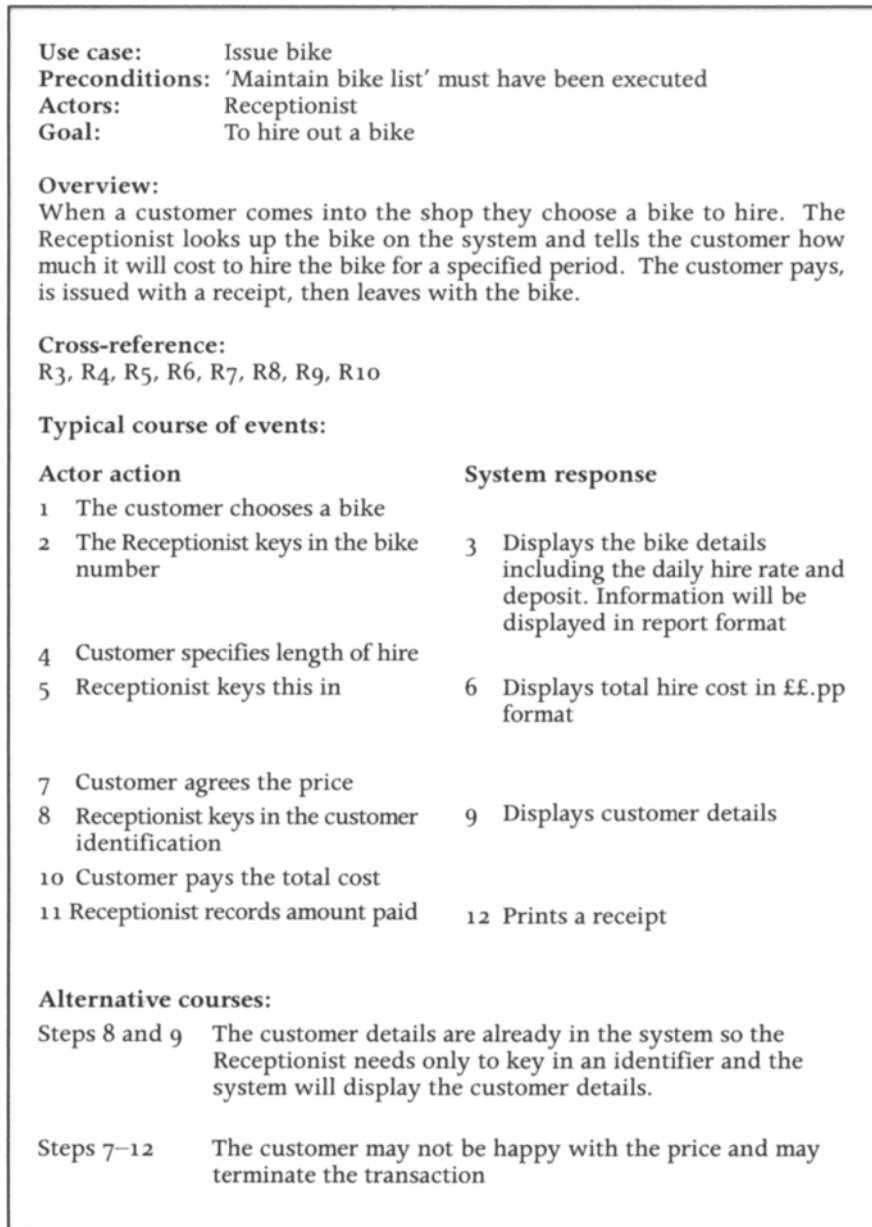 Use case: Issue bike
Preconditions: 'Maintain bike list' must have been executed
Actors: Receptionist
Goal: To hire out a bike
Overview:
When a customer comes into the shop they choose a bike to hire. The
Receptionist looks up the bike on the system and tells the customer how
much it will cost to hire the bike for a specified period. The customer pays,
is issued with a receipt, then leaves with the bike.
Cross-reference:
R3, R4, R5, R6, R7, R8, R9, R10
Typical course of events:
Actor action System response
1 The customer chooses a bike
2 The Receptionist keys in the bike
number
3 Displays the bike details
including the daily hire rate and
deposit. Information will be
displayed in report format
4 Customer specifies length of hire
5 Receptionist keys this in
6 Displays total hire cost in ££.pp
format
7 Customer agrees the price
8 Receptionist keys in the customer
identification
9 Displays customer details
10 Customer pays the total cost
11 Receptionist records amount paid
12 Prints a receipt
Alternative courses:
Steps 8 and 9 The customer details are already in the system so the
Receptionist needs only to key in an identifier and the
system will display the customer details.
Steps 7–12 The customer may not be happy with the price and may
terminate the transaction